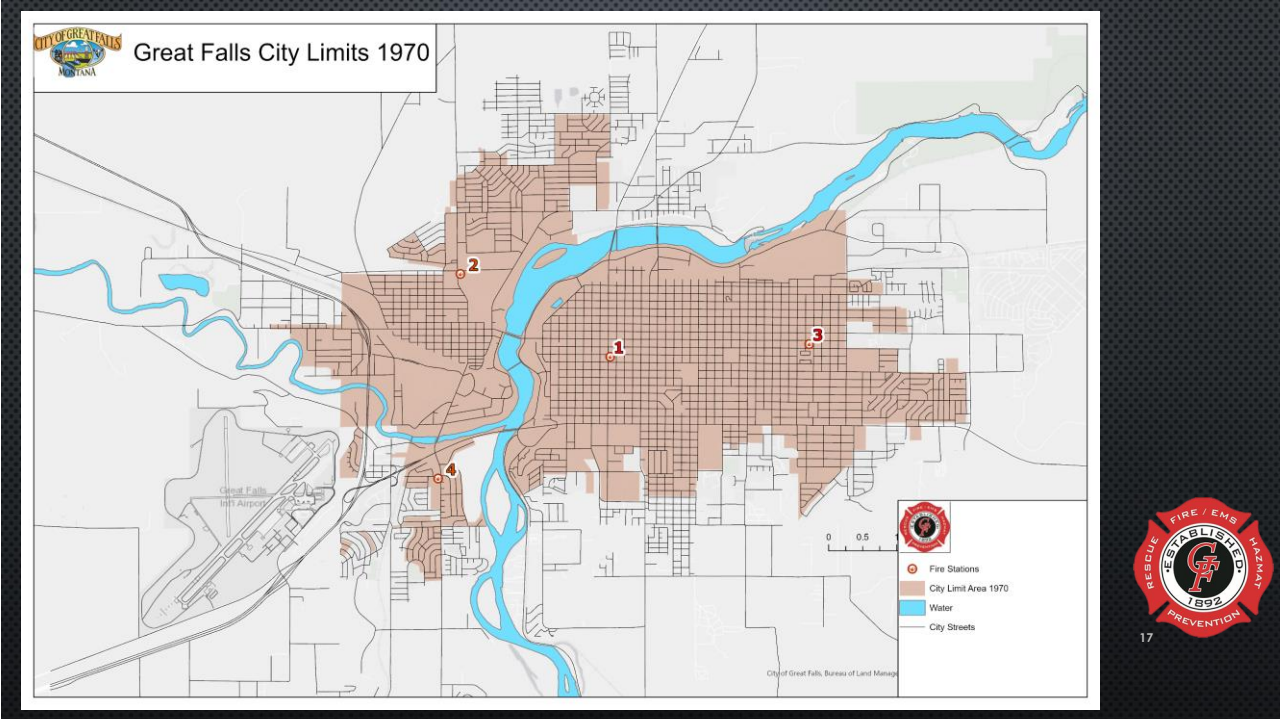 CITY OF GREAT FALLS
MONTANA
Great Falls City Limits 1970
2
1
3
4
Great Falls
Int'l Airport
0 0.5 1
Fire Stations
City Limit Area 1970
Water
City Streets
City of Great Falls, Bureau of Land Manage
FIRE / EMS
RESCUE
HAZMAT
ESTABLISHED
GFF
1892
PREVENTION
17